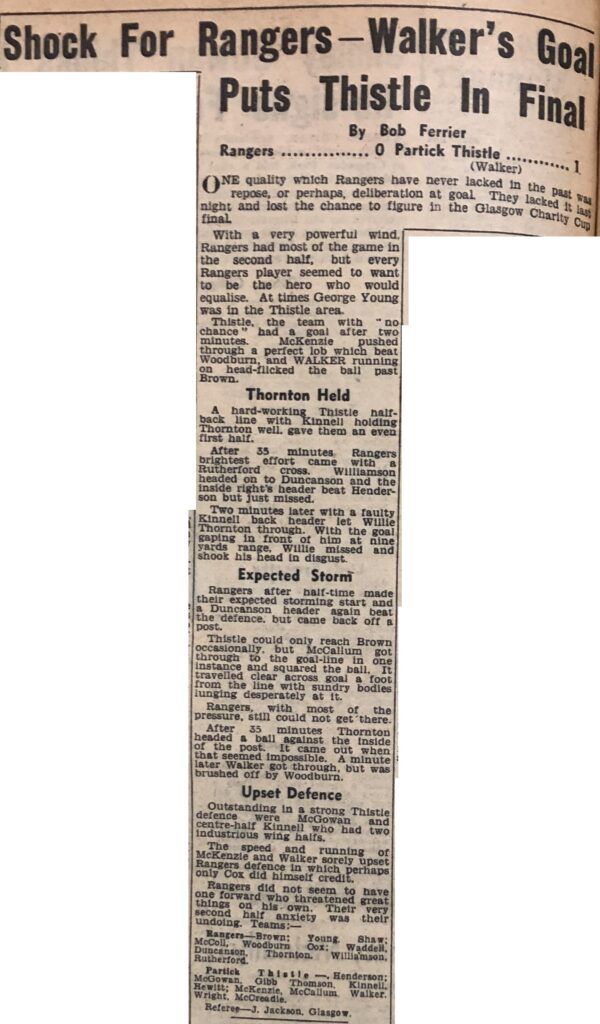 Shock For Rangers—Walker's Goal
Puts Thistle In Final
By Bob Ferrier
Rangers ............... 0 Partick Thistle ............ 1
(Walker)
ONE quality which Rangers have never lacked in the past was
repose, or perhaps, deliberation at goal. They lacked it last
night and lost the chance to figure in the Glasgow Charity Cup
final.
With a very powerful wind,
Rangers had most of the game in
the second half, but every
Rangers player seemed to want
to be the hero who would
equalise. At times George Young
was in the Thistle area.
Thistle, the team with "no
chance" had a goal after two
minutes. McKenzie pushed
through a perfect lob which beat
Woodburn, and WALKER running
on head-flicked the ball past
Brown.
Thornton Held
A hard-working Thistle half-
back line with Kinnell holding
Thornton well, gave them an even
first half.
After 35 minutes Rangers
brightest effort came with a
Rutherford cross. Williamson
headed on to Duncanson and the
inside right's header beat Hender-
son but just missed.
Two minutes later with a faulty
Kinnell back header let Willie
Thornton through. With the goal
gaping in front of him at nine
yards range, Willie missed and
shook his head in disgust.
Expected Storm
Rangers after half-time made
their expected storming start and
a Duncanson header again beat
the defence, but came back off a
post.
Thistle could only reach Brown
occasionally, but McCallum got
through to the goal-line in one
instance and squared the ball. It
travelled clear across goal a foot
from the line with sundry bodies
lunging desperately at it.
Rangers, with most of the
pressure, still could not get there.
After 35 minutes Thornton
headed a ball against the inside
of the post. It came out when
that seemed impossible. A minute
later Walker got through, but was
brushed off by Woodburn.
Upset Defence
Outstanding in a strong Thistle
defence were McGowan and
centre-half Kinnell who had two
industrious wing halfs.
The speed and running of
McKenzie and Walker sorely upset
Rangers defence in which perhaps
only Cox did himself credit.
Rangers did not seem to have
one forward who threatened great
things on his own. Their very
second half anxiety was their
undoing. Teams:—
Rangers—Brown; Young, Shaw;
McColl, Woodburn Cox; Waddell,
Duncanson, Thornton, Williamson,
Rutherford.
Partick Thistle—, Henderson;
McGowan, Gibb Thomson, Kinnell,
Hewitt; McKenzie, McCallum, Walker,
Wright, McCreadie.
Referee—J. Jackson, Glasgow.